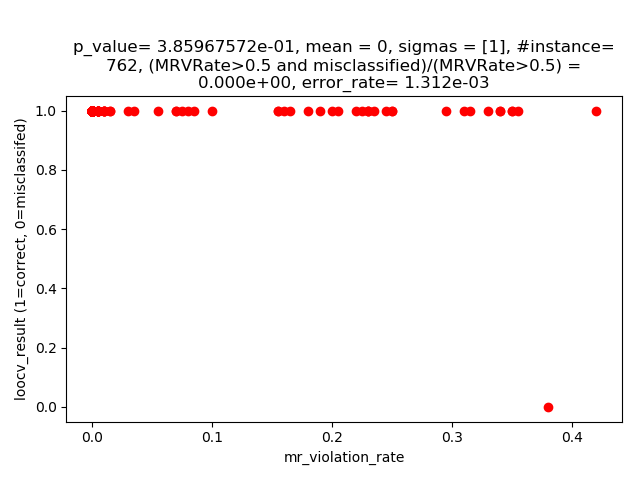 p_value= 3.85967572e-01, mean = 0, sigmas = [1], #instance=
762, (MRVRate>0.5 and misclassified)/(MRVRate>0.5) =
0.000e+00, error_rate= 1.312e-03
1.0
0.8
0.6
0.4
0.2
0.0
loocv_result (1=correct, 0=misclassifed)
0.0 0.1 0.2 0.3 0.4
mr_violation_rate